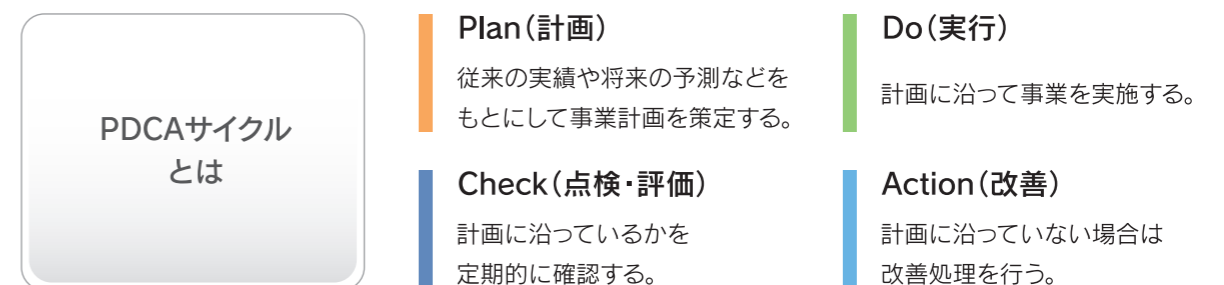 PDCAサイクル
とは
Plan（計画）
従来の実績や将来の予測などを
もとにして事業計画を策定する。
Do（実行）
計画に沿って事業を実施する。
Check（点検・評価）
計画に沿っているかを
定期的に確認する。
Action（改善）
計画に沿っていない場合は
改善処理を行う。